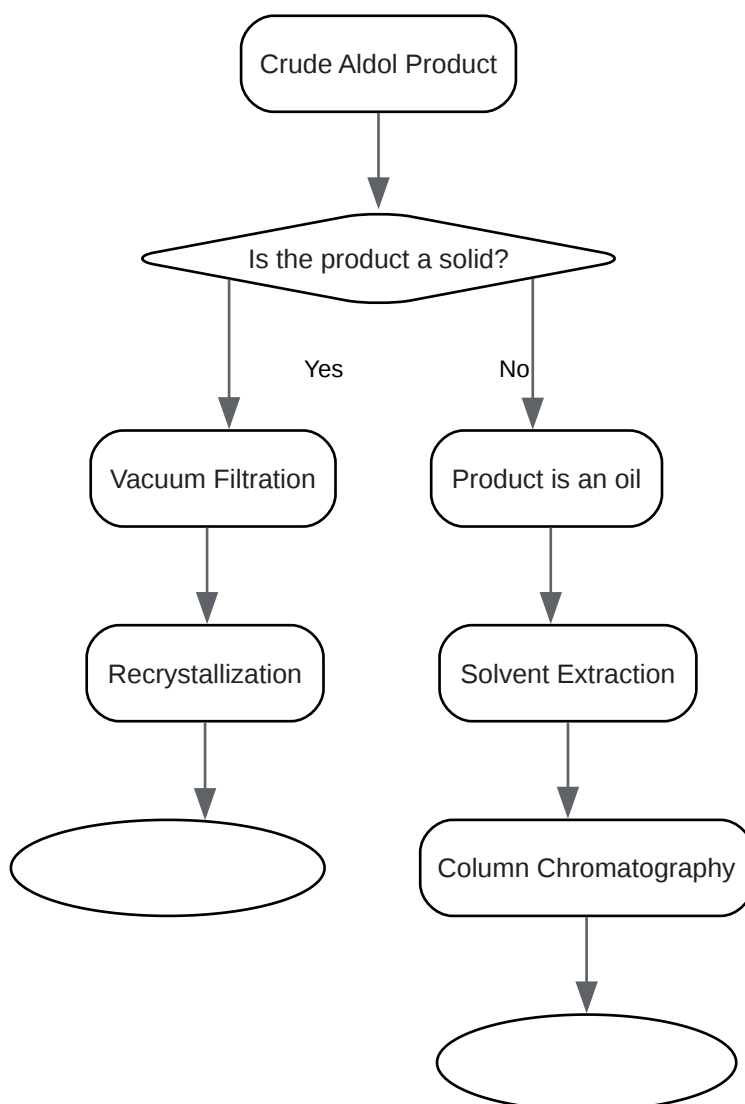 Crude Aldol Product
Is the product a solid?
Yes
No
Vacuum Filtration
Product is an oil
Recrystallization
Solvent Extraction
Column Chromatography